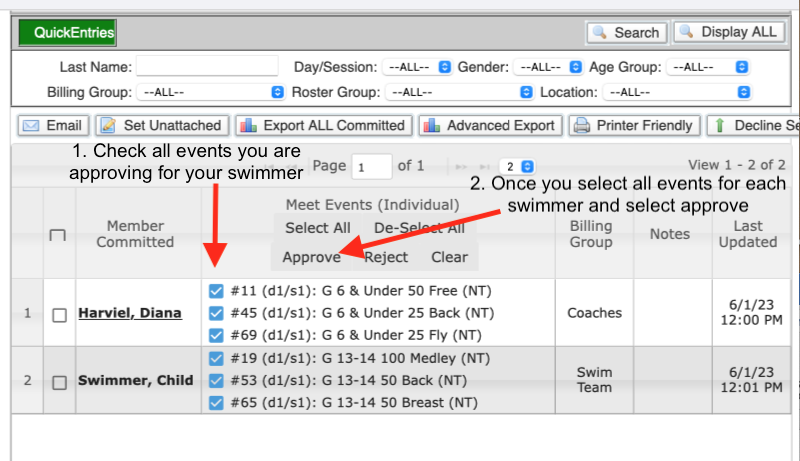 QuickEntries
Search
Display ALL
Last Name:
Day/Session: --ALL--
Gender: --ALL--
Age Group: --ALL--
Billing Group: --ALL--
Roster Group: --ALL--
Location: --ALL--
Email
Set Unattached
Export ALL Committed
Advanced Export
Printer Friendly
Decline Se
1. Check all events you are
approving for your swimmer
Page 1 of 1
2
View 1 - 2 of 2
2. Once you select all events for each
swimmer and select approve
Member
Committed
Meet Events (Individual)
Select All De-Select All
Approve Reject Clear
Billing
Group
Notes
Last
Updated
1
Harviel, Diana
#11 (d1/s1): G 6 & Under 50 Free (NT)
#45 (d1/s1): G 6 & Under 25 Back (NT)
#69 (d1/s1): G 6 & Under 25 Fly (NT)
Coaches
6/1/23
12:00 PM
2
Swimmer, Child
#19 (d1/s1): G 13-14 100 Medley (NT)
#53 (d1/s1): G 13-14 50 Back (NT)
#65 (d1/s1): G 13-14 50 Breast (NT)
Swim
Team
6/1/23
12:01 PM